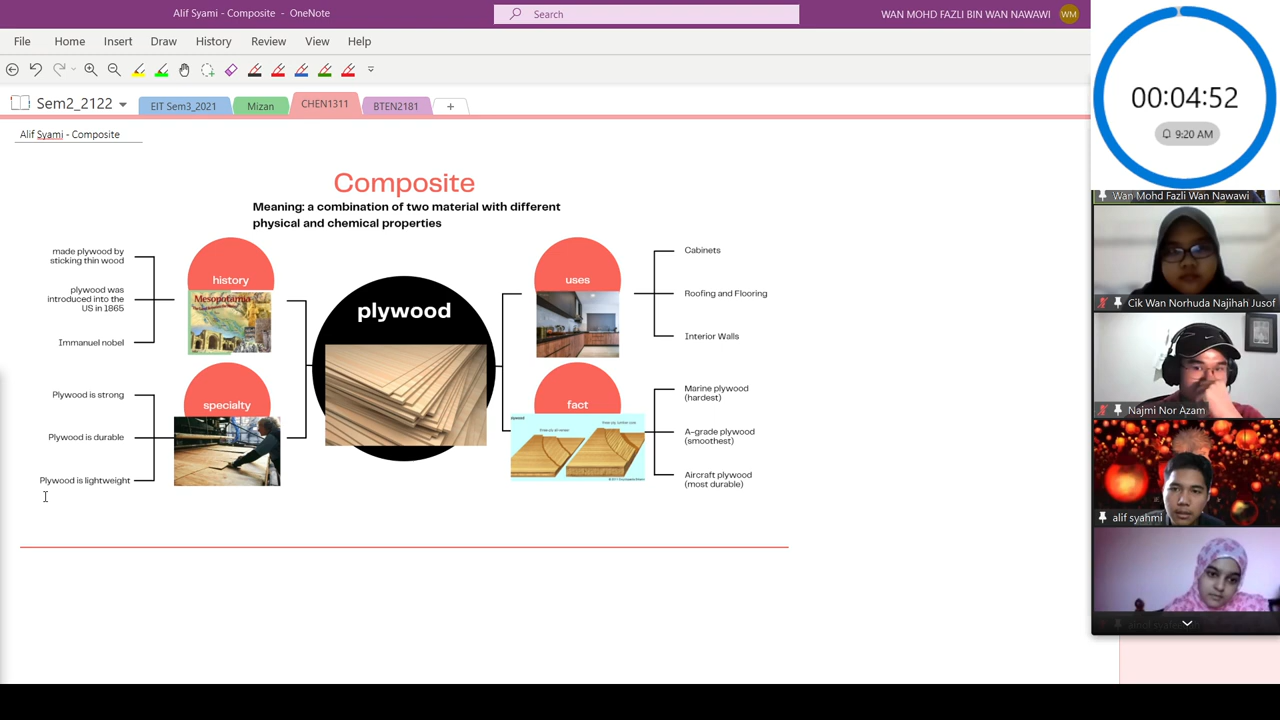 Alif Syami - Composite - OneNote
Search
WAN MOHD FAZLI BIN WAN NAWAWI
WM
File Home Insert Draw History Review View Help
Sem2_2122
EIT Sem3_2021
Mizan
CHEN1311
BTEN2181
+
Alif Syami - Composite
Composite
Meaning: a combination of two material with different
physical and chemical properties
made plywood by
sticking thin wood
plywood was
introduced into the
US in 1865
Immanuel nobel
history
Mesopotamia
Plywood is strong
Plywood is durable
Plywood is lightweight
specialty
plywood
uses
Cabinets
Roofing and Flooring
Interior Walls
fact
plywood
Marine plywood
(hardest)
A-grade plywood
(smoothest)
Aircraft plywood
(most durable)
00:04:52
9:20 AM
Wan Mohd Fazli Wan Nawawi
Cik Wan Norhuda Najihah Jusof
Najmi Nor Azam
alif syahmi